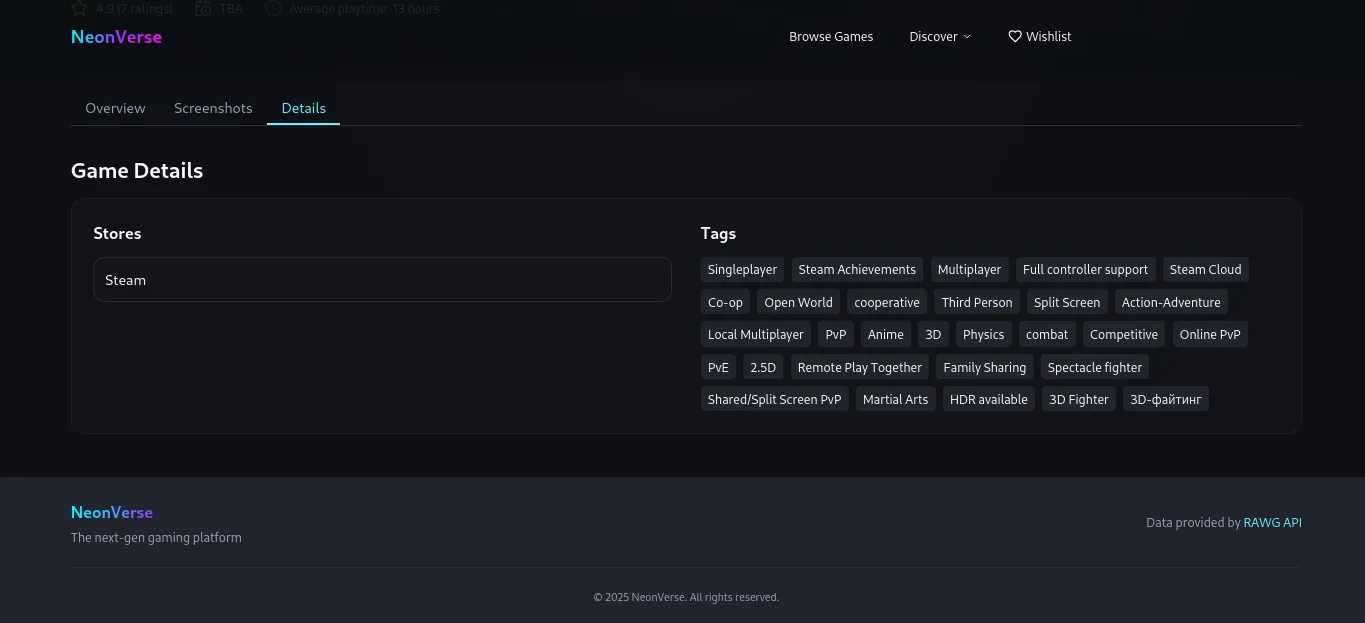 4.9 (7 ratings) TBA Average playtime: 13 hours
NeonVerse Browse Games Discover Wishlist
Overview Screenshots Details
Game Details
Stores
Steam
Tags
Singleplayer Steam Achievements Multiplayer Full controller support Steam Cloud
Co-op Open World cooperative Third Person Split Screen Action-Adventure
Local Multiplayer PvP Anime 3D Physics combat Competitive Online PvP
PvE 2.5D Remote Play Together Family Sharing Spectacle fighter
Shared/Split Screen PvP Martial Arts HDR available 3D Fighter 3D-файтинг
NeonVerse
The next-gen gaming platform
Data provided by RAWG API
© 2025 NeonVerse. All rights reserved.